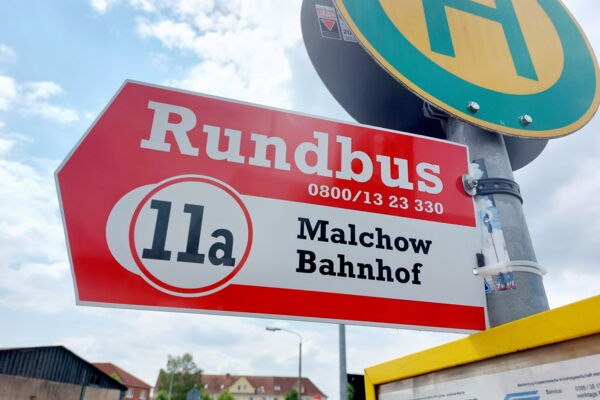 H
Rundbus
0800/13 23 330
11a
Malchow
Bahnhof